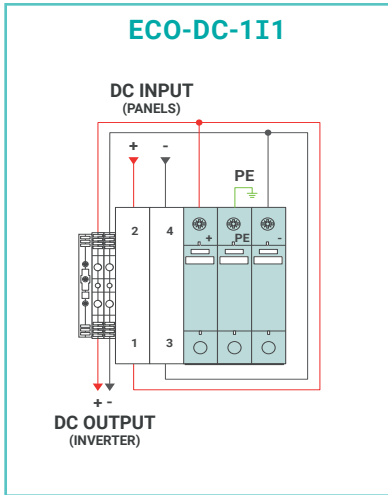 ECO-DC-1I1
DC INPUT
(PANELS)
+ -
PE
2 4
+ PE -
1 3
+ -
DC OUTPUT
(INVERTER)